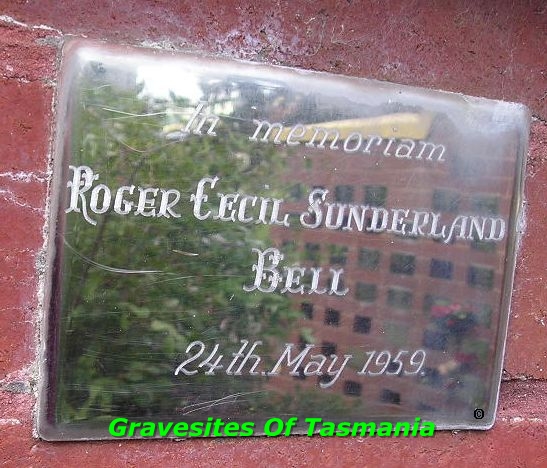 In memoriam
Roger Cecil Sunderland
Bell
24th May 1959.
Gravesites Of Tasmania